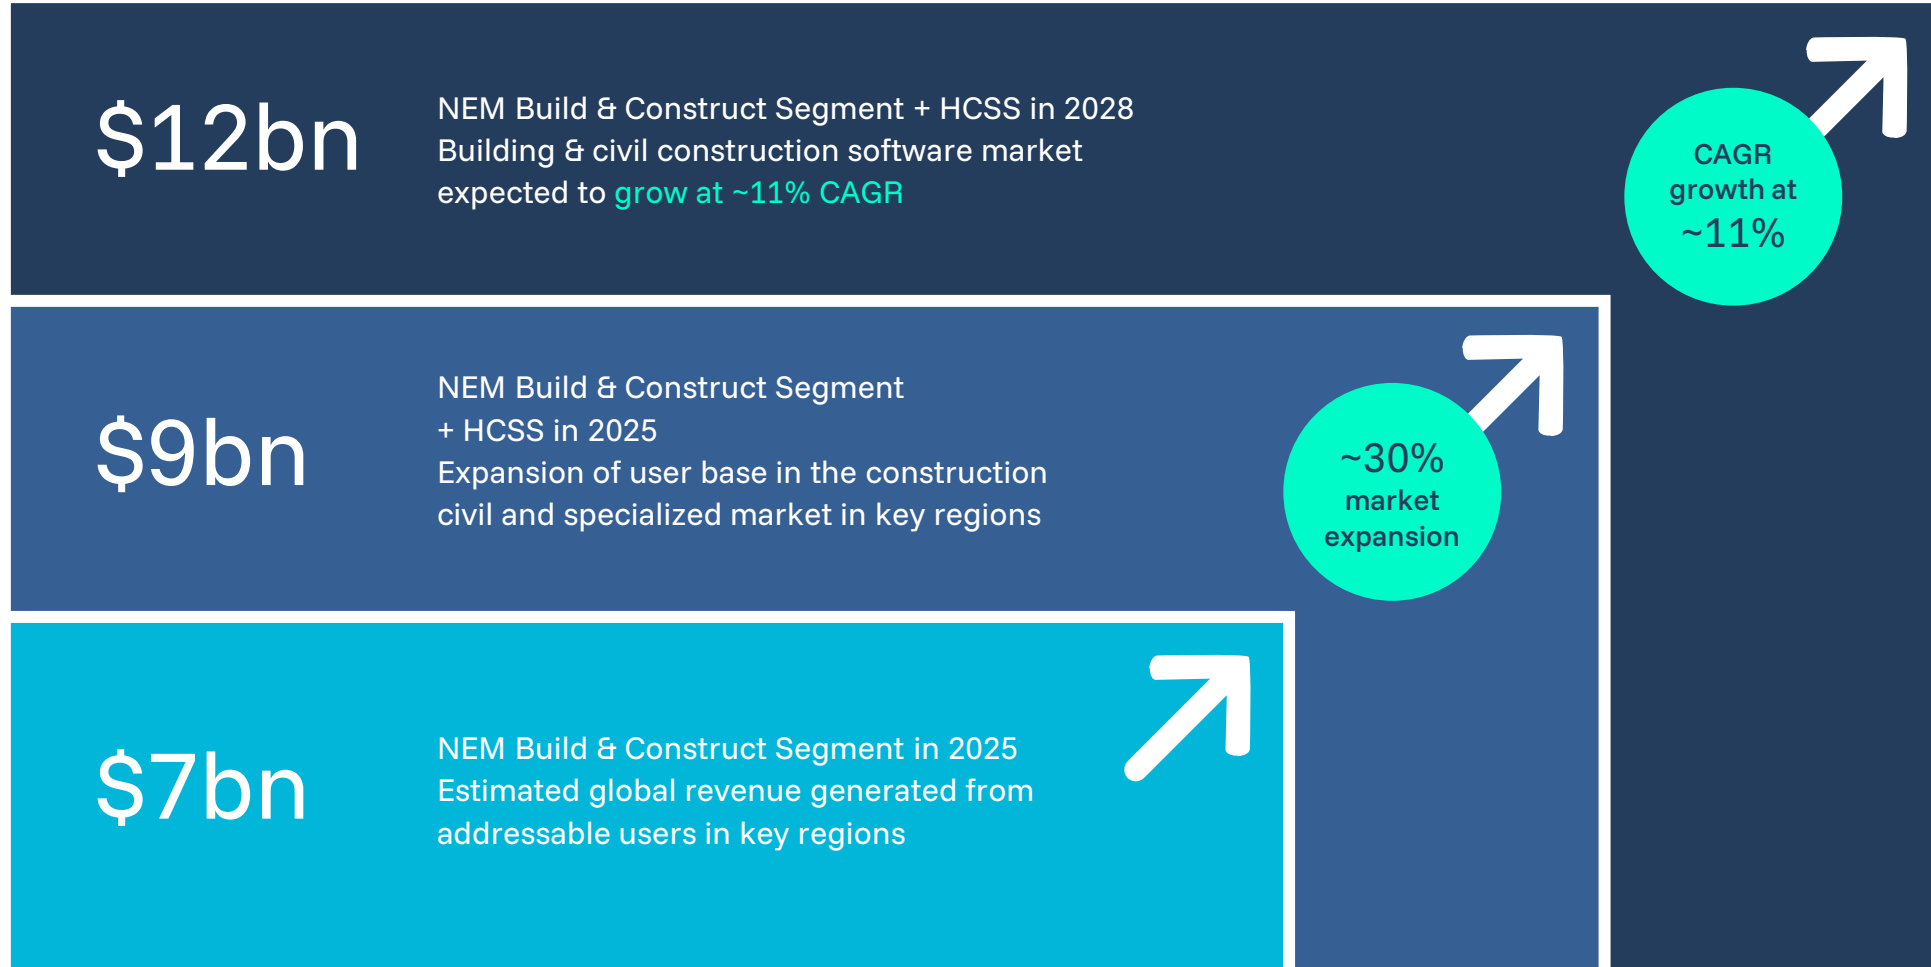 $12bn
NEM Build & Construct Segment + HCSS in 2028
Building & civil construction software market
expected to grow at ~11% CAGR
CAGR
growth at
~11%
$9bn
NEM Build & Construct Segment
+ HCSS in 2025
Expansion of user base in the construction
civil and specialized market in key regions
~30%
market
expansion
$7bn
NEM Build & Construct Segment in 2025
Estimated global revenue generated from
addressable users in key regions